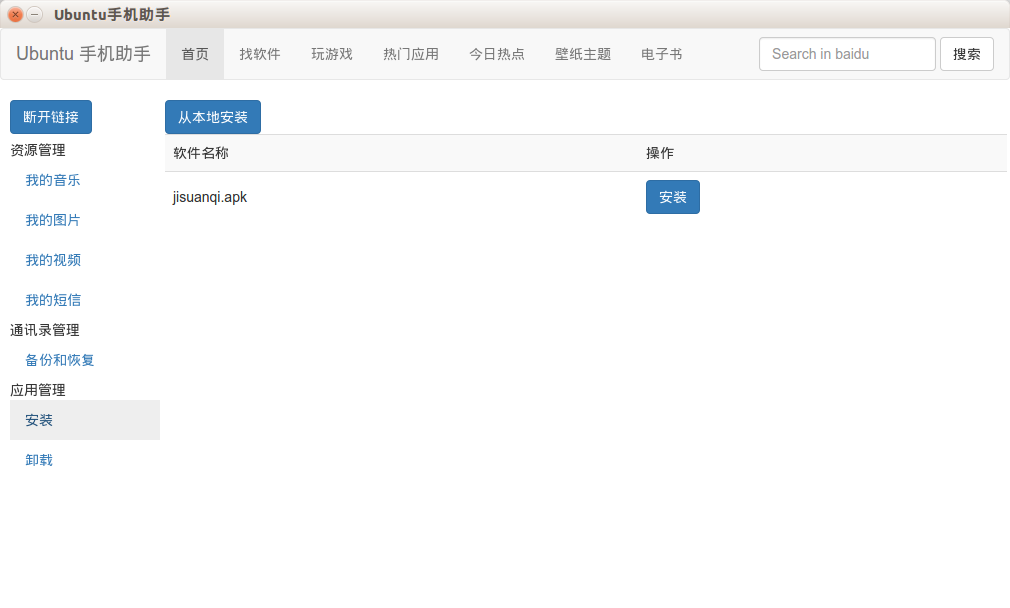 Ubuntu手机助手
Ubuntu 手机助手 首页 找软件 玩游戏 热门应用 今日热点 壁纸主题 电子书 Search in baidu 搜索
断开链接
资源管理
我的音乐
我的图片
我的视频
我的短信
通讯录管理
备份和恢复
应用管理
安装
卸载
从本地安装
软件名称 操作
jisuanqi.apk 安装